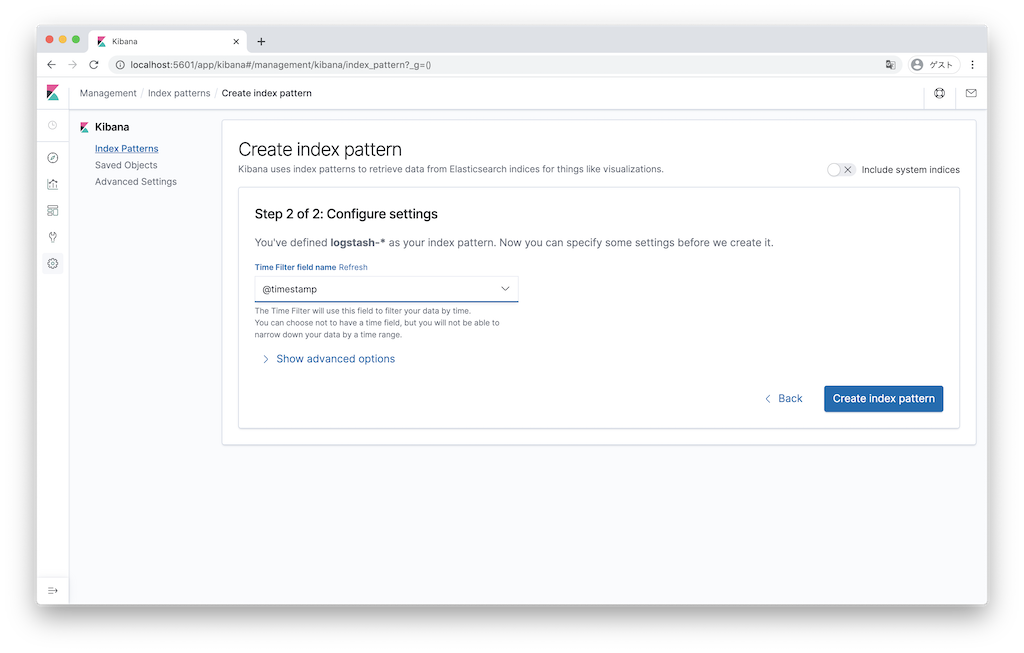 Kibana
localhost:5601/app/kibana#/management/kibana/index_pattern?_g=()
ゲスト
Management / Index patterns / Create index pattern
Kibana
Index Patterns
Saved Objects
Advanced Settings
Create index pattern
Kibana uses index patterns to retrieve data from Elasticsearch indices for things like visualizations.
Include system indices
Step 2 of 2: Configure settings
You've defined logstash-* as your index pattern. Now you can specify some settings before we create it.
Time Filter field name Refresh
@timestamp
The Time Filter will use this field to filter your data by time.
You can choose not to have a time field, but you will not be able to
narrow down your data by a time range.
Show advanced options
Back
Create index pattern